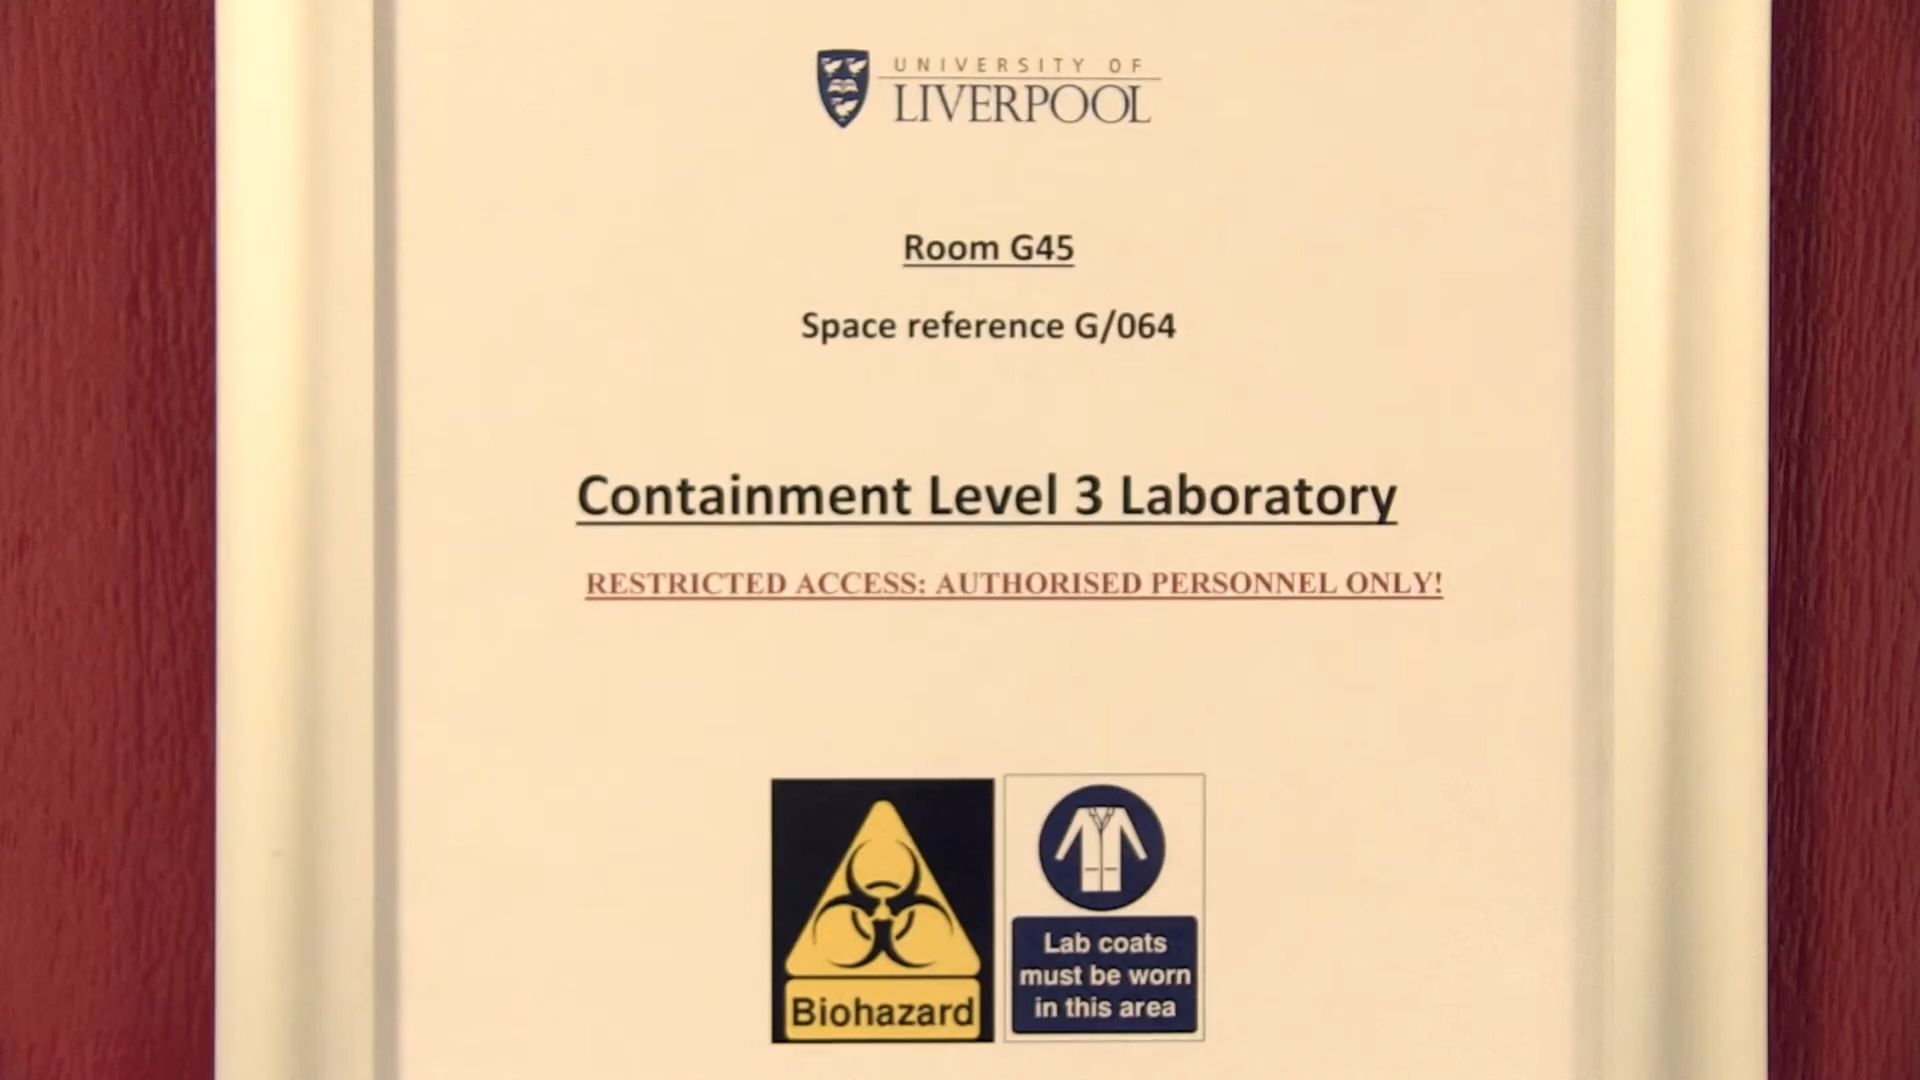 UNIVERSITY OF
LIVERPOOL
Room G45
Space reference G/064
Containment Level 3 Laboratory
RESTRICTED ACCESS: AUTHORISED PERSONNEL ONLY!
Biohazard
Lab coats
must be worn
in this area